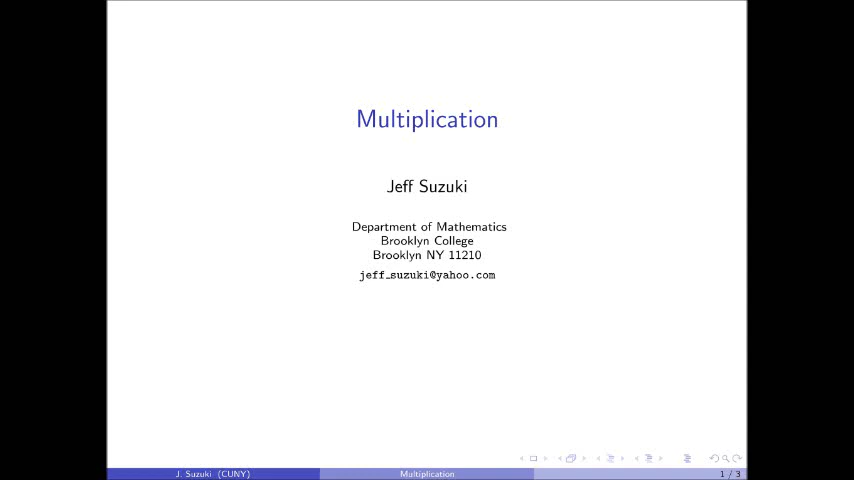 Multiplication
Jeff Suzuki
Department of Mathematics
Brooklyn College
Brooklyn NY 11210
jeff_suzuki@yahoo.com
J. Suzuki (CUNY)
Multiplication
1 / 3